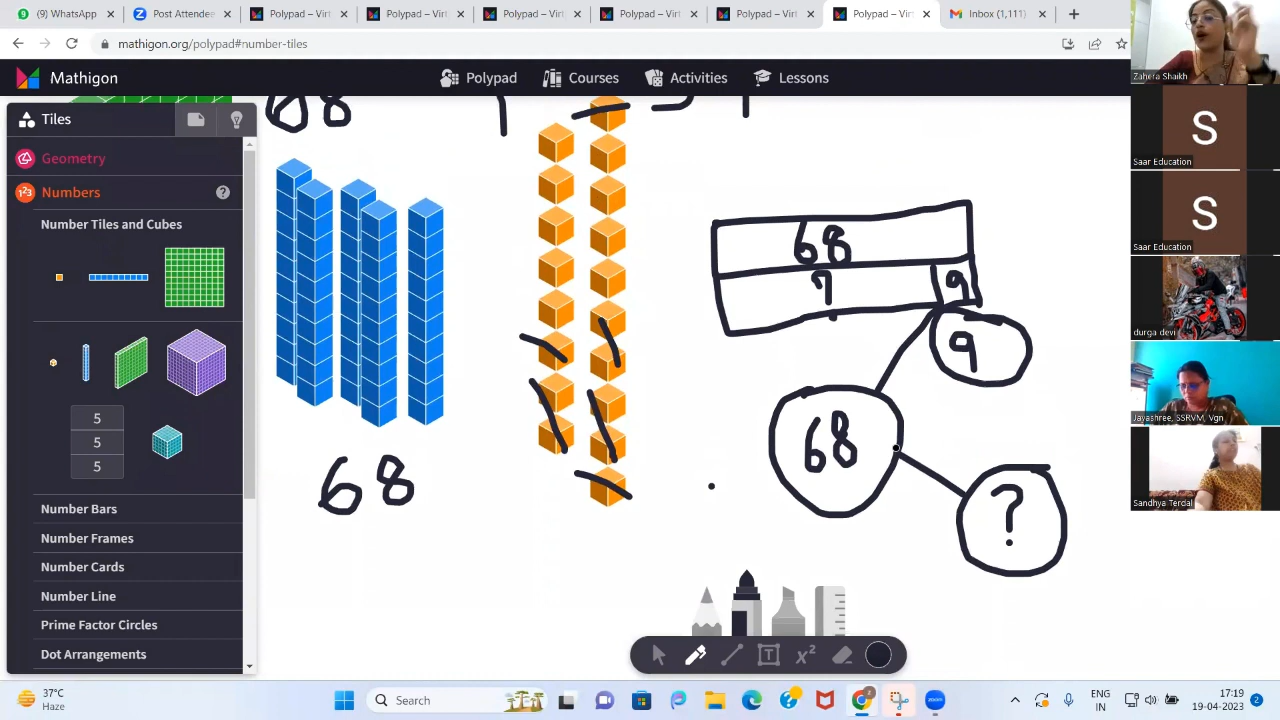 (9) WhatsApp
Post Attendee
Polypad – Virt
Polypad – Virt
Polypad – Virt
Polypad – Virt
Polypad – Virt
Polypad – Virt
Inbox (1,111)
mathigon.org/polypad#number-tiles
Mathigon
Polypad
Courses
Activities
Lessons
Tiles
Geometry
Numbers
?
Number Tiles and Cubes
5
5
5
Number Bars
Number Frames
Number Cards
Number Line
Prime Factor Circles
Dot Arrangements
68
68
68
?
9
9
68
?
37°C
Haze
Search
ENG
IN
17:19
19-04-2023
2
Zahera Shaikh
S
Saar Education
S
Saar Education
durga devi
Jayashree, SSRVM, Vgn
Sandhya Terdal